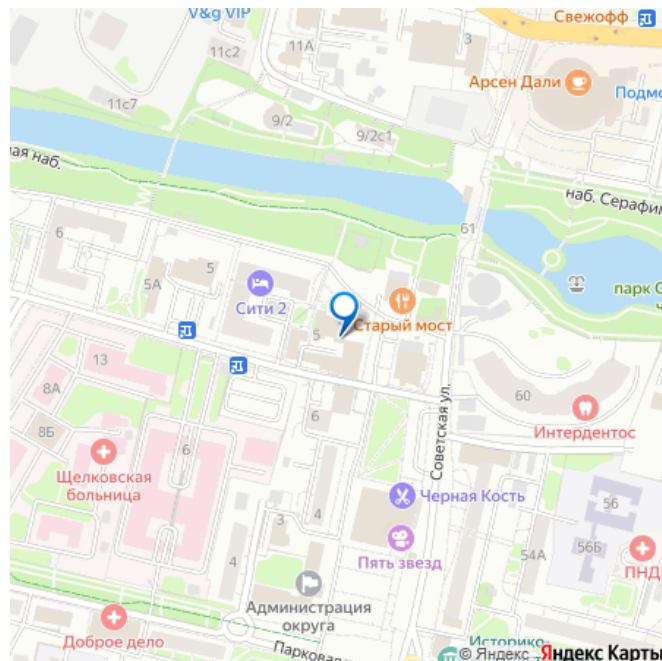 V&g VIP
Свежофф
11А
3
11с2
Арсен Дали
Подмо
11с7
9/2
9/2с1
ая наб.
наб. Серафи
61
6
5
5А
Сити 2
парк С
ч
Старый мост
5
13
8А
60
6
8Б
6
Интердентос
Щелковская
больница
Советская ул.
Черная Кость
56
3
4
54А
56Б
ПНД
4
Пять звезд
Администрация
округа
Доброе дело
Парковая
Историко-
© Яндекс Яндекс Карты